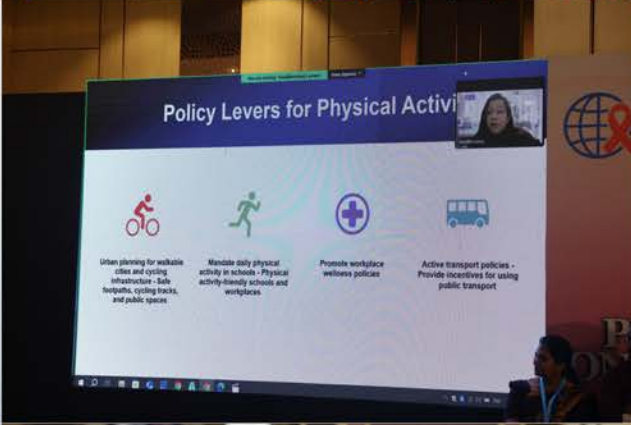 Policy Levers for Physical Activi
Urban planning for walkable
cities and cycling
infrastructure - Safe
footpaths, cycling tracks,
and public spaces
Mandate daily physical
activity in schools - Physical
activity-friendly schools and
workplaces
Promote workplace
wellness policies
Active transport policies -
Provide incentives for using
public transport
P
ON